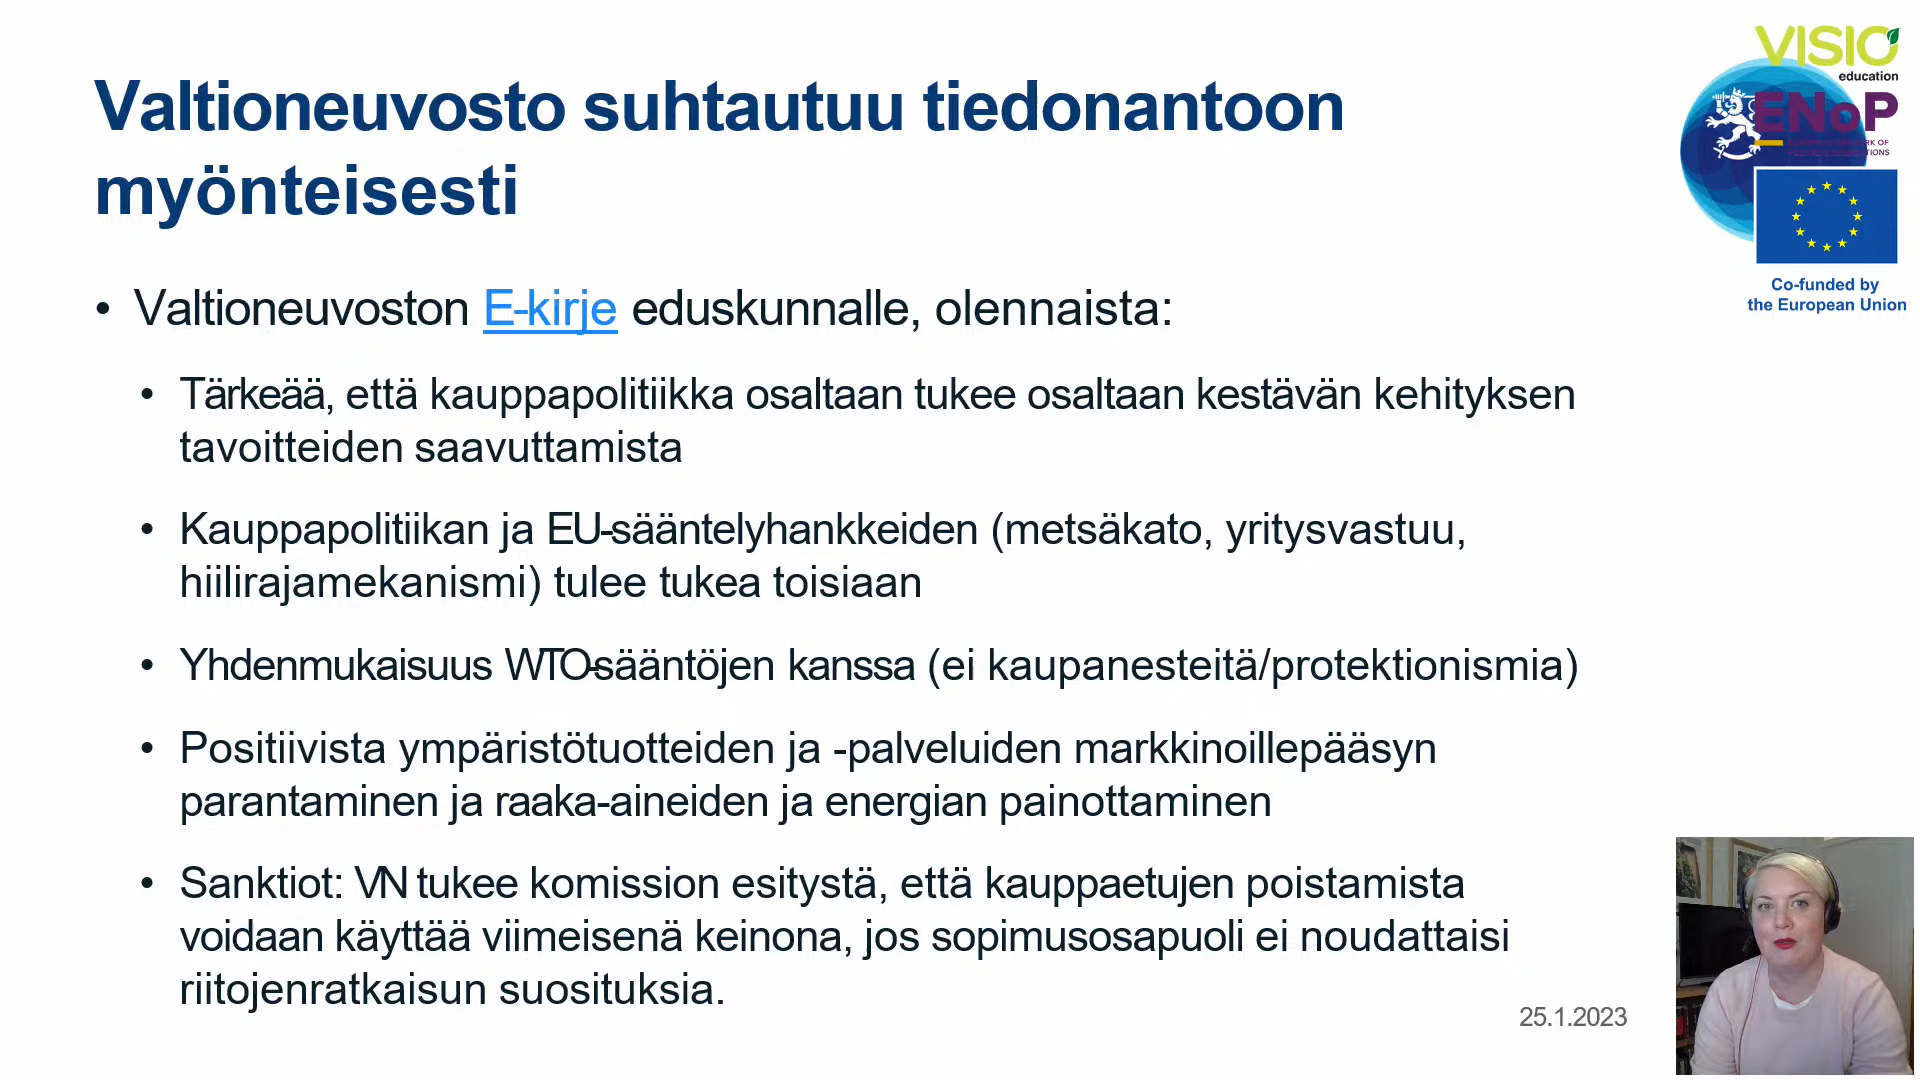 Valtioneuvosto suhtautuu tiedonantoon
myönteisesti
• Valtioneuvoston E-kirje eduskunnalle, olennaista:
• Tärkeää, että kauppapolitiikka osaltaan tukee osaltaan kestävän kehityksen
tavoitteiden saavuttamista
• Kauppapolitiikan ja EU-sääntelyhankkeiden (metsäkato, yritysvastuu,
hiilirajamekanismi) tulee tukea toisiaan
• Yhdenmukaisuus WTO-sääntöjen kanssa (ei kaupanesteitä/protektionismia)
• Positiivista ympäristötuotteiden ja -palveluiden markkinoillepääsyn
parantaminen ja raaka-aineiden ja energian painottaminen
• Sanktiot: VN tukee komission esitystä, että kauppaetujen poistamista
voidaan käyttää viimeisenä keinona, jos sopimusosapuoli ei noudattaisi
riitojenratkaisun suosituksia.
25.1.2023
VISIO
education
ENoP
Co-funded by
the European Union